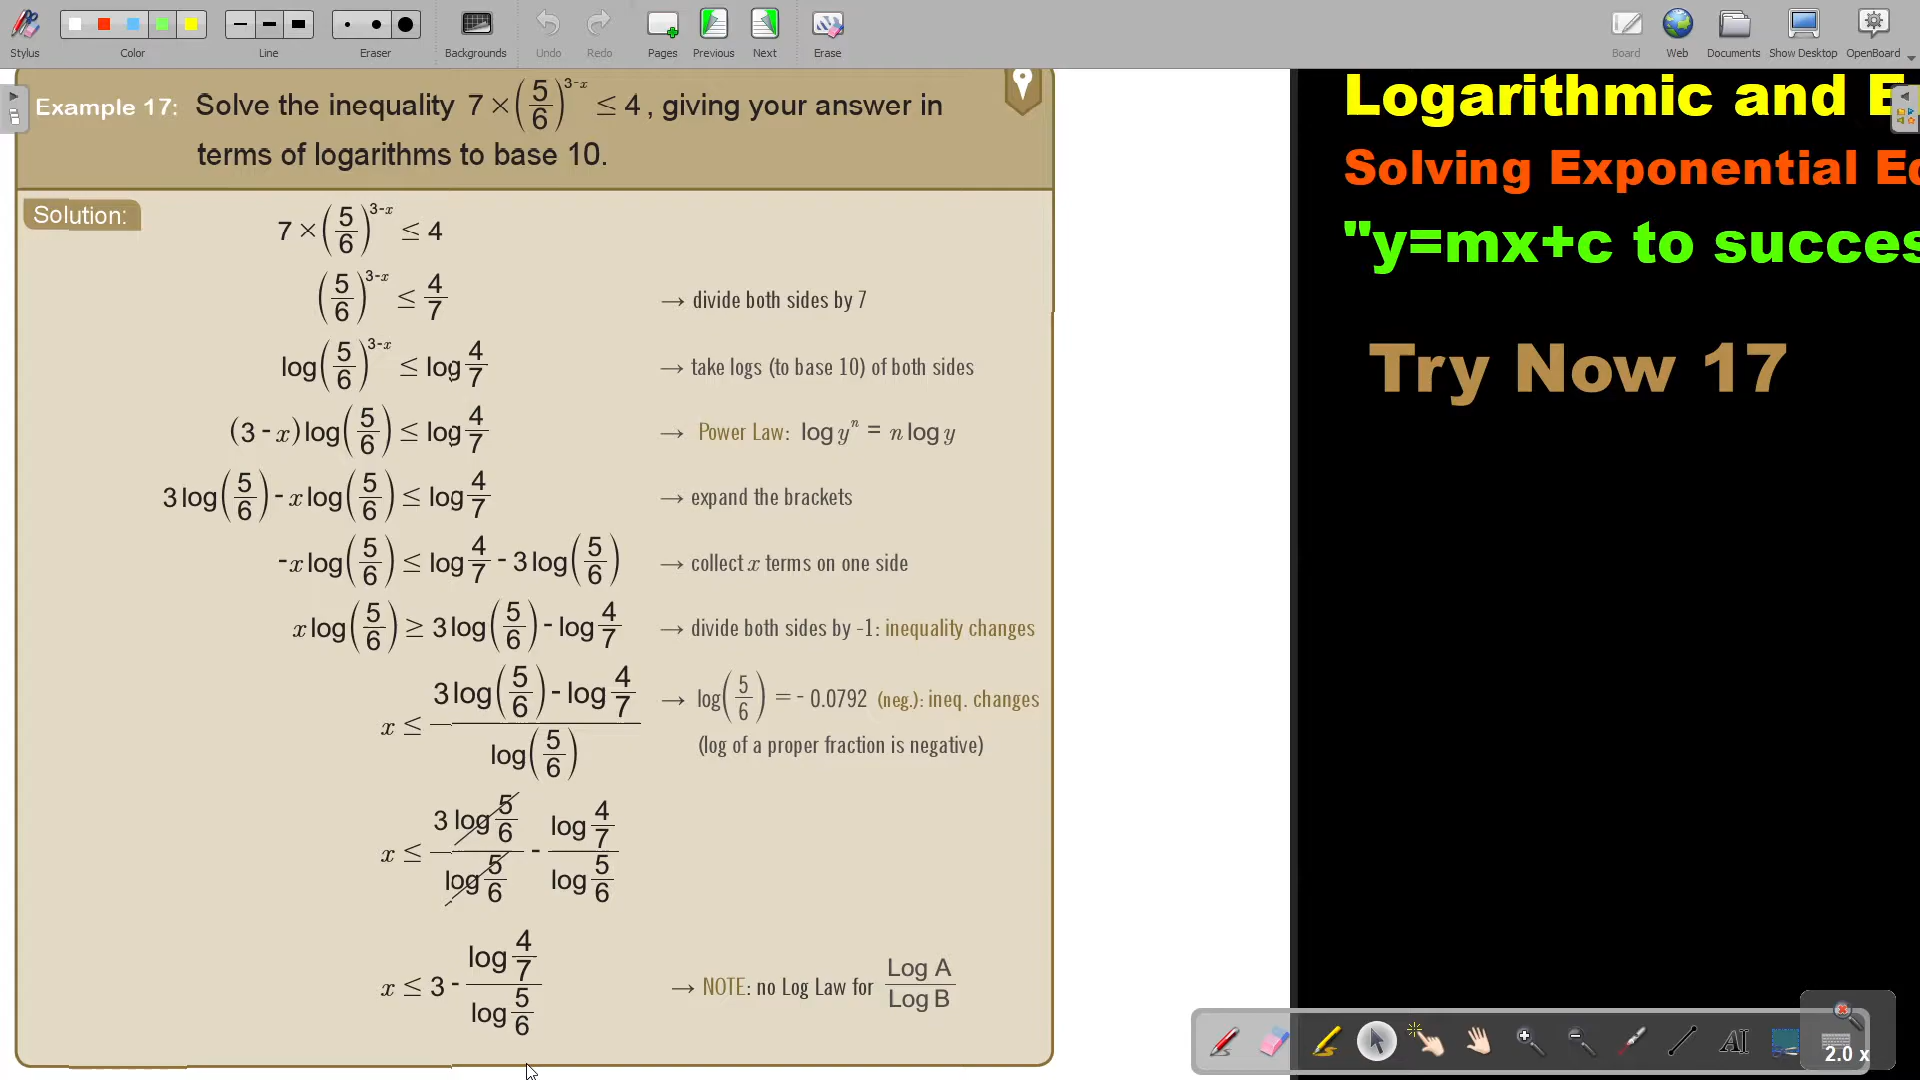 Stylus
Color
Line
Eraser
Backgrounds
Undo
Redo
Pages
Previous
Next
Erase
Board
Web
Documents
Show Desktop
OpenBoard
Example 17: Solve the inequality 7 × (5/6)^(3-x) ≤ 4, giving your answer in
terms of logarithms to base 10.
Solution:
7 × (5/6)^(3-x) ≤ 4
(5/6)^(3-x) ≤ 4/7 → divide both sides by 7
log(5/6)^(3-x) ≤ log 4/7 → take logs (to base 10) of both sides
(3 - x)log(5/6) ≤ log 4/7 → Power Law: log y^n = n log y
3 log(5/6) - x log(5/6) ≤ log 4/7 → expand the brackets
-x log(5/6) ≤ log 4/7 - 3 log(5/6) → collect x terms on one side
x log(5/6) ≥ 3 log(5/6) - log 4/7 → divide both sides by -1: inequality changes
x ≤ (3 log(5/6) - log 4/7) / log(5/6) → log(5/6) = - 0.0792 (neg.): ineq. changes
(log of a proper fraction is negative)
x ≤ 3 log 5/6 / log 5/6 - log 4/7 / log 5/6
x ≤ 3 - log 4/7 / log 5/6 → NOTE: no Log Law for Log A / Log B
Logarithmic and E
Solving Exponential Ec
"y=mx+c to succes
Try Now 17
AI
2.0 x